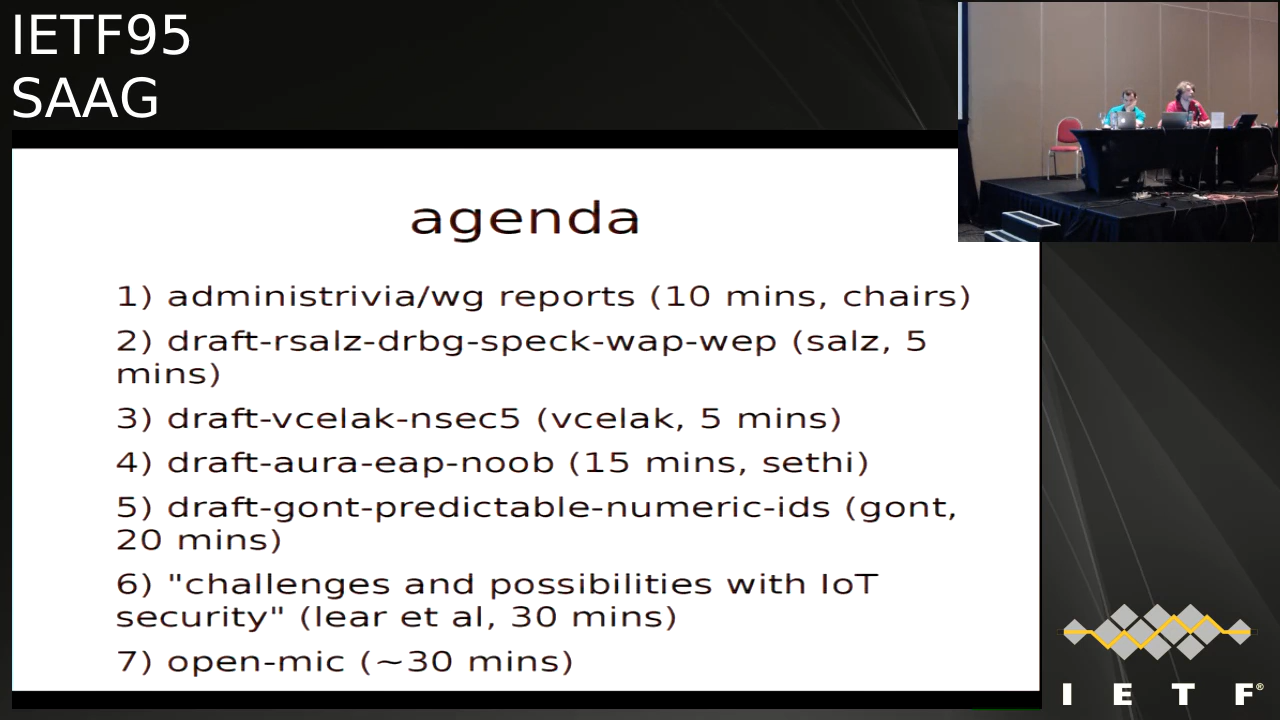 IETF95
SAAG
agenda
1) administrivia/wg reports (10 mins, chairs)
2) draft-rsalz-drbg-speck-wap-wep (salz, 5
mins)
3) draft-vcelak-nsec5 (vcelak, 5 mins)
4) draft-aura-eap-noob (15 mins, sethi)
5) draft-gont-predictable-numeric-ids (gont,
20 mins)
6) "challenges and possibilities with IoT
security" (lear et al, 30 mins)
7) open-mic (~30 mins)
I E T F®